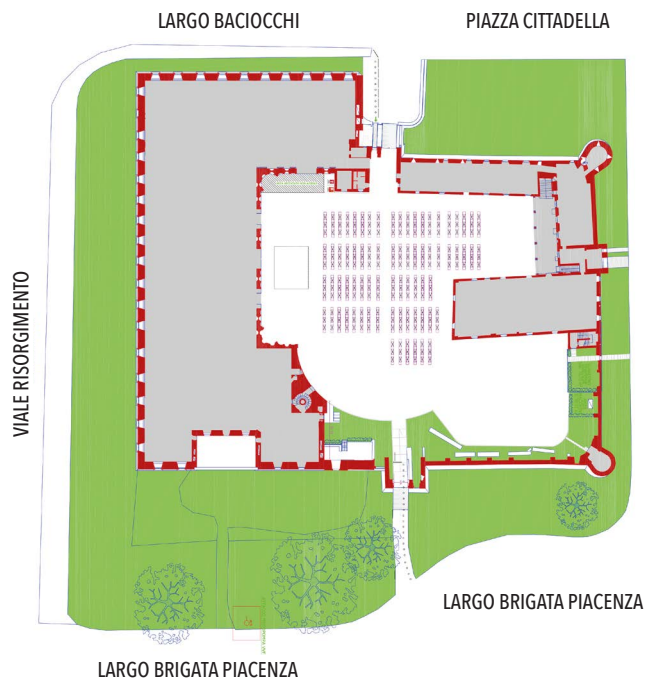 LARGO BACIOCCHI
PIAZZA CITTADELLA
VIALE RISORGIMENTO
LARGO BRIGATA PIACENZA
LARGO BRIGATA PIACENZA